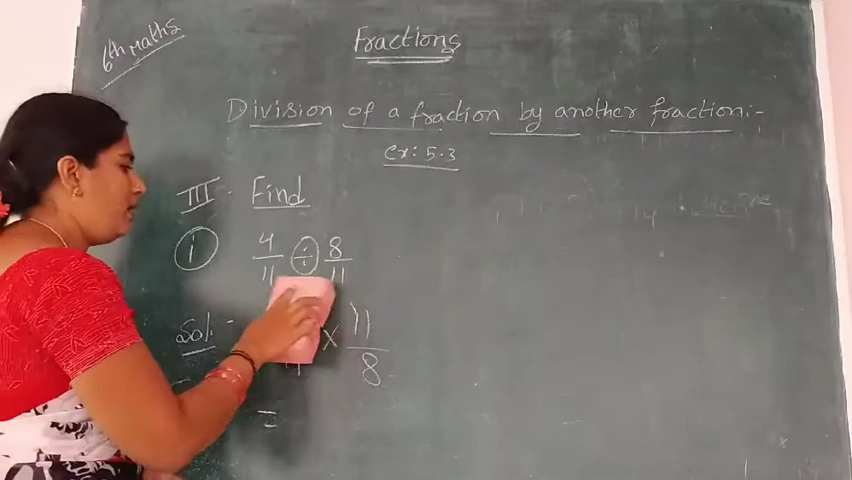 6th maths
Fractions
Division of a fraction by another fraction:-
Ex: 5.3
III. Find
i 4/11 ÷ 8/11
Sol:-
× 11/8
=